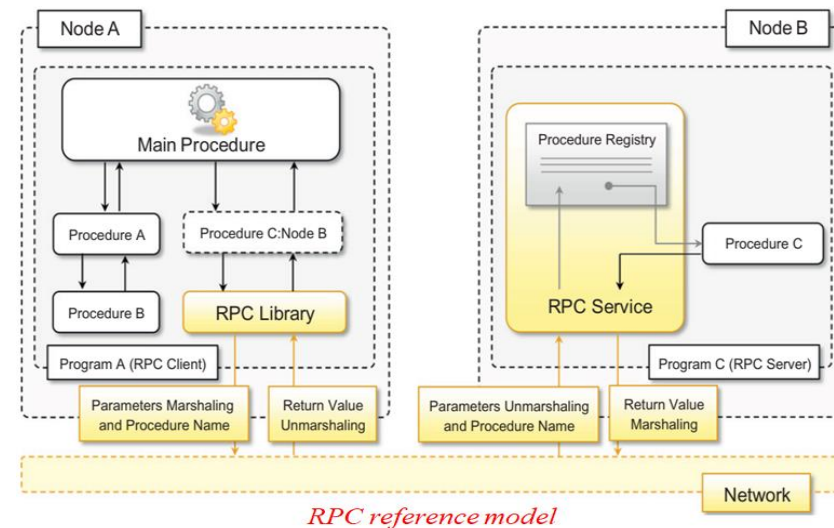 Node A
Node B
Main Procedure
Procedure Registry
Procedure A
Procedure C:Node B
Procedure C
Procedure B
RPC Library
RPC Service
Program A (RPC Client)
Program C (RPC Server)
Parameters Marshaling
and Procedure Name
Return Value
Unmarshaling
Parameters Unmarshaling
and Procedure Name
Return Value
Marshaling
Network
RPC reference model